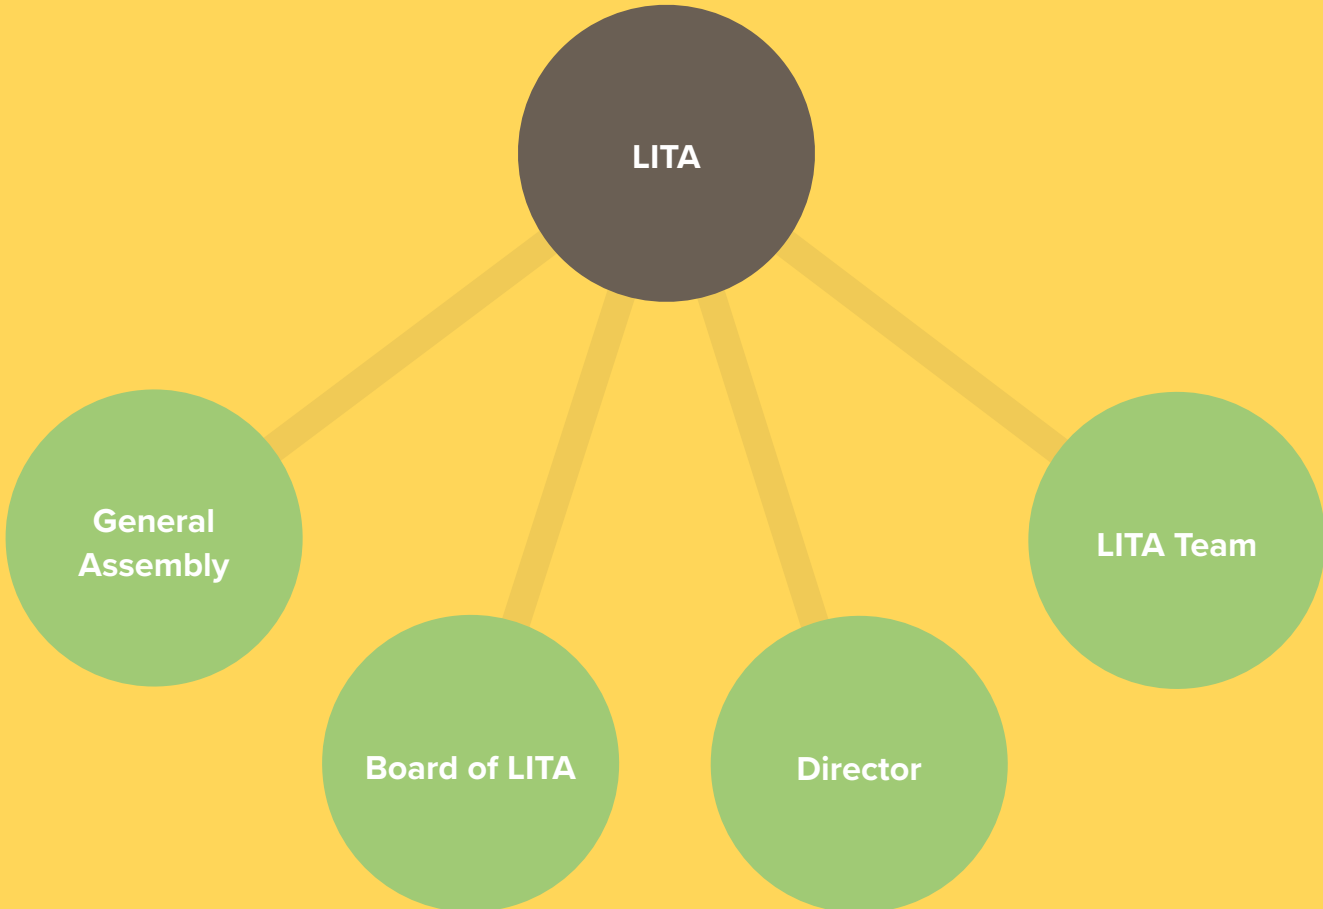 LITA
General
Assembly
Board of LITA
Director
LITA Team